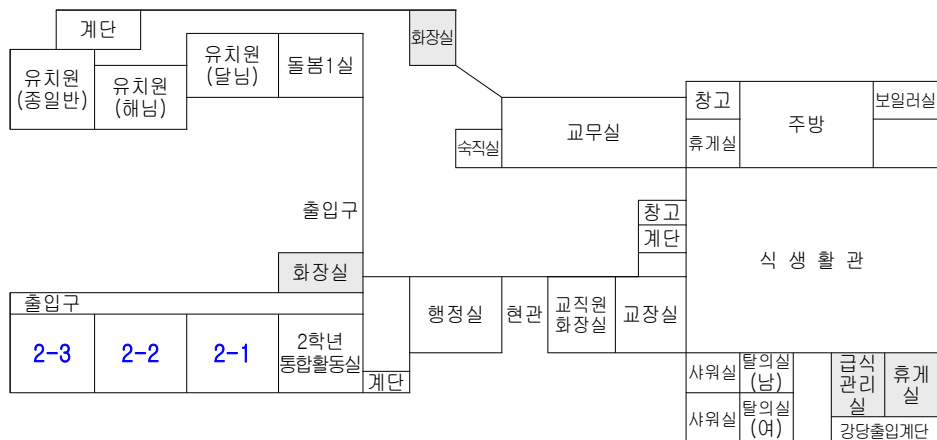 계단
화장실
유치원
(종일반)
유치원
(해님)
유치원
(달님)
돌봄1실
창고
주방
보일러실
숙직실
교무실
휴게실
출입구
창고
계단
식 생 활 관
화장실
출입구
행정실
현관
교직원
화장실
교장실
2-3
2-2
2-1
2학년
통합활동실
계단
샤워실
탈의실
(남)
급식
관리
실
휴게
실
샤워실
탈의실
(여)
강당출입계단